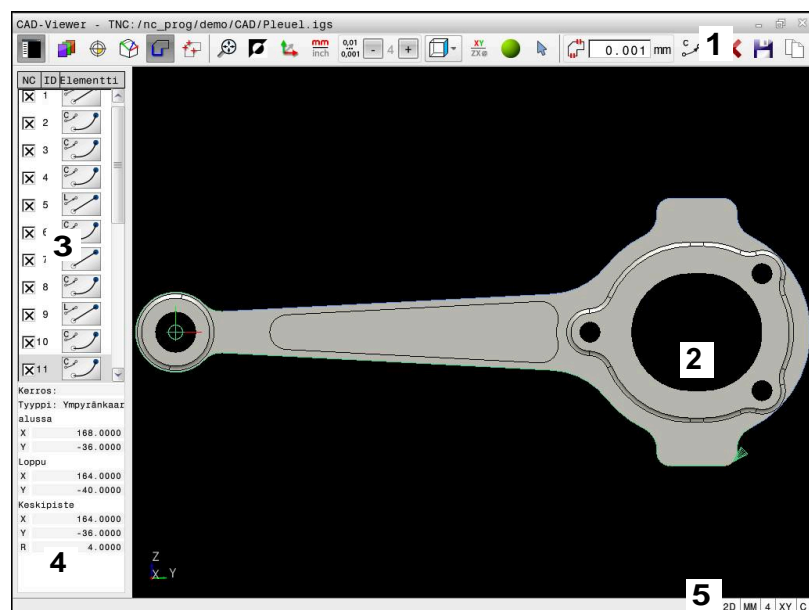 CAD-Viewer - TNC:/nc_prog/demo/CAD/Pleuel.igs
mm inch 0,01 0,001 - 4 + XY ZX 0.001 mm C 1
NC ID Elementti
1
2 C
3 C
4 C
5 L
6 C
3
7
8 C
9 L
10 C
11 C
Kerros:
Tyyppi: Ympyränkaar
alussa
X 168.0000
Y -36.0000
Loppu
X 164.0000
Y -40.0000
Keskipiste
X 164.0000
Y -36.0000
R 4.0000
4
2
Z
X Y
5
2D MM 4 XY C